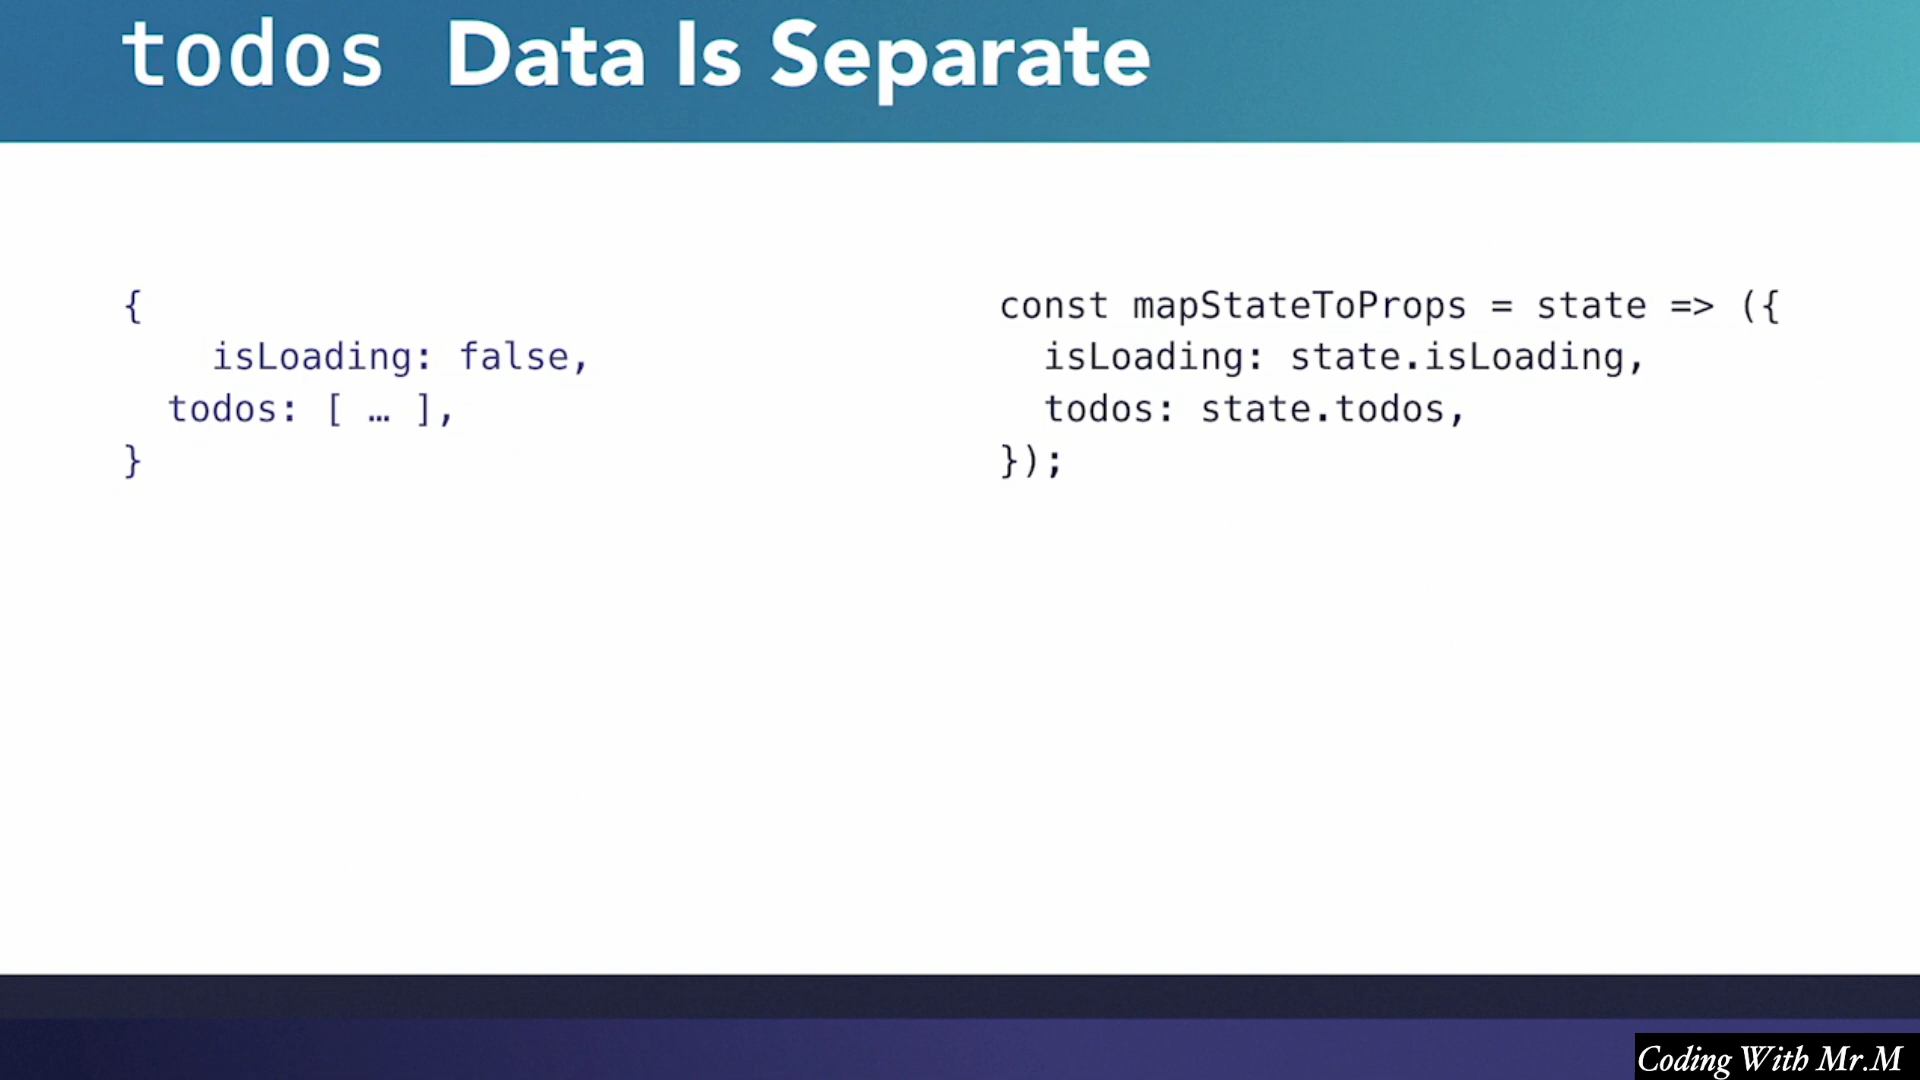 todos Data Is Separate
{
    isLoading: false,
  todos: [ … ],
}
const mapStateToProps = state => ({
  isLoading: state.isLoading,
  todos: state.todos,
});
Coding With Mr.M